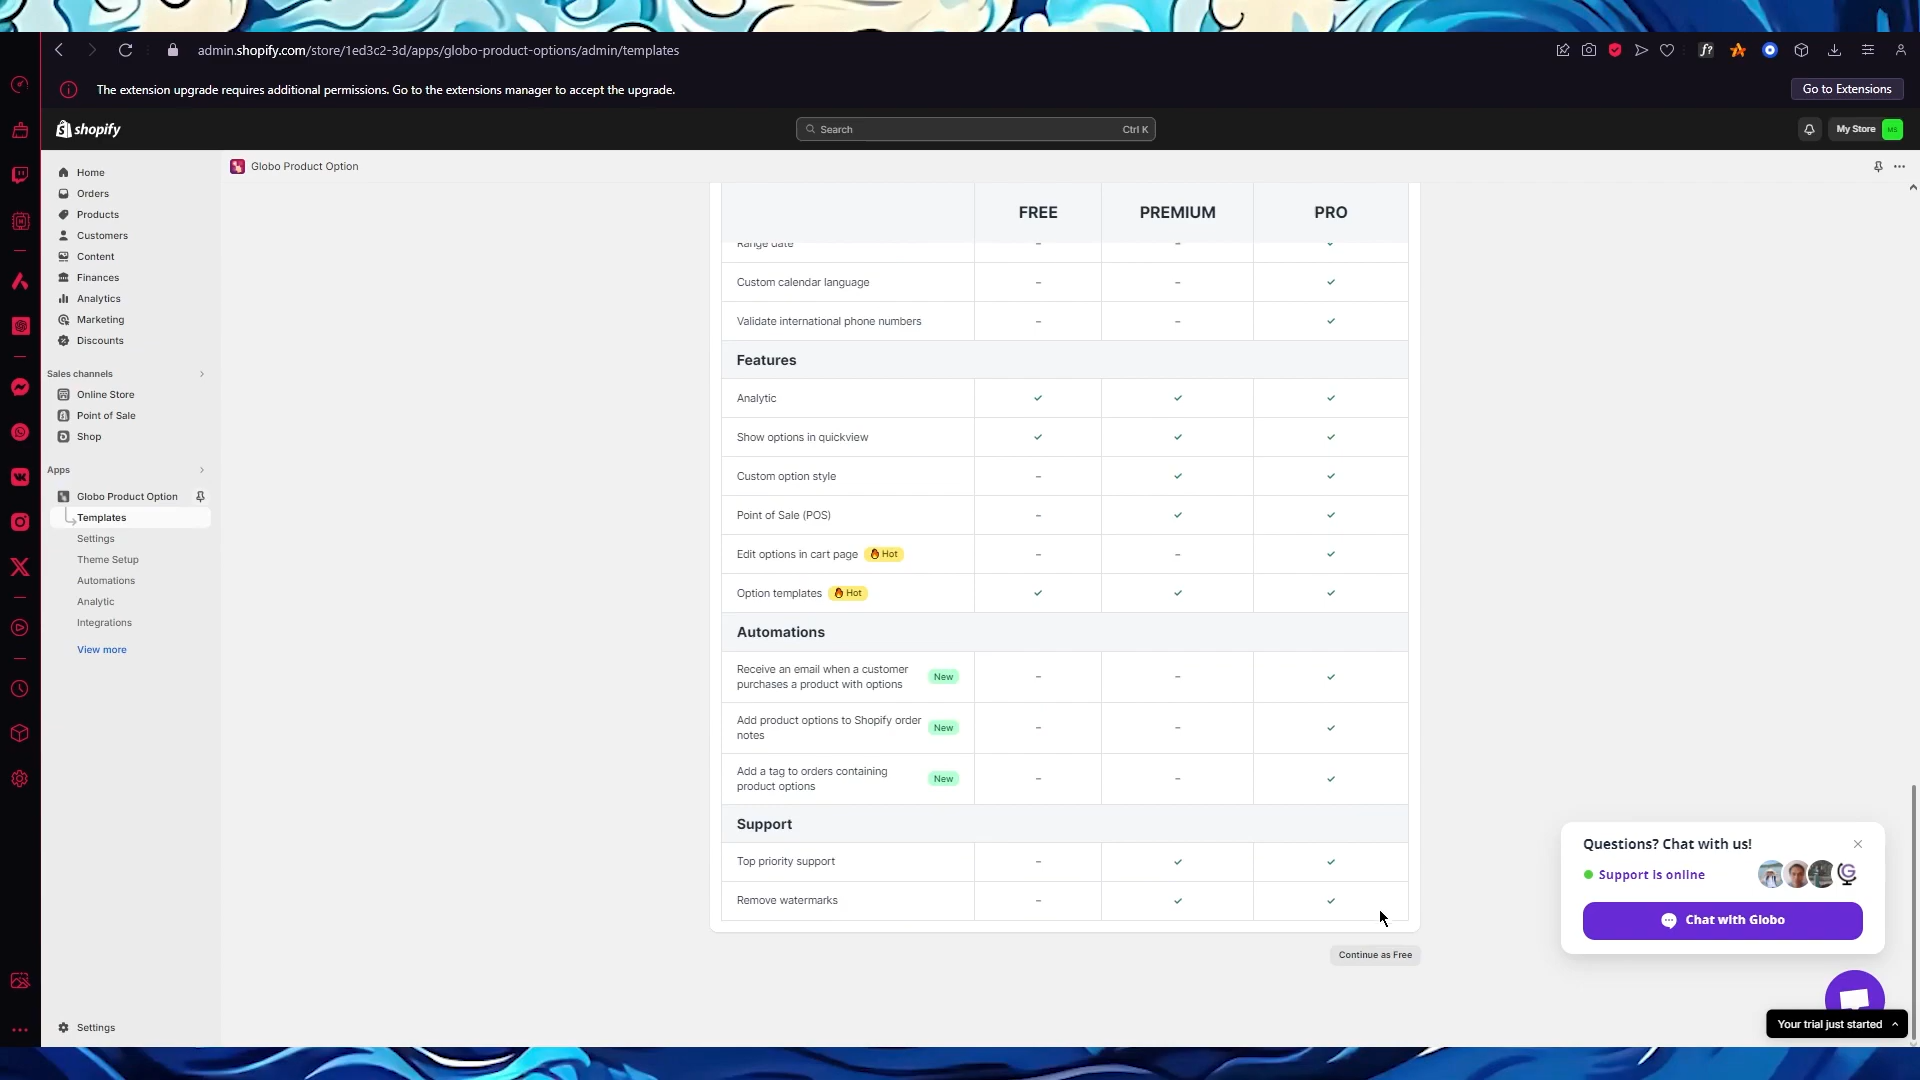 admin.shopify.com/store/1ed3c2-3d/apps/globo-product-options/admin/templates
The extension upgrade requires additional permissions. Go to the extensions manager to accept the upgrade.
Go to Extensions
shopify
Search
Ctrl K
My Store
MS
Home
Orders
Products
Customers
Content
Finances
Analytics
Marketing
Discounts
Sales channels
Online Store
Point of Sale
Shop
Apps
Globo Product Option
Templates
Settings
Theme Setup
Automations
Analytic
Integrations
View more
Settings
Globo Product Option
FREE PREMIUM PRO
Range date - -
Custom calendar language - -
Validate international phone numbers - -
Features
Analytic
Show options in quickview
Custom option style -
Point of Sale (POS) -
Edit options in cart page Hot - -
Option templates Hot
Automations
Receive an email when a customer
purchases a product with options
New - -
Add product options to Shopify order
notes
New - -
Add a tag to orders containing
product options
New - -
Support
Top priority support -
Remove watermarks -
Continue as Free
Questions? Chat with us!
Support is online
Chat with Globo
Your trial just started